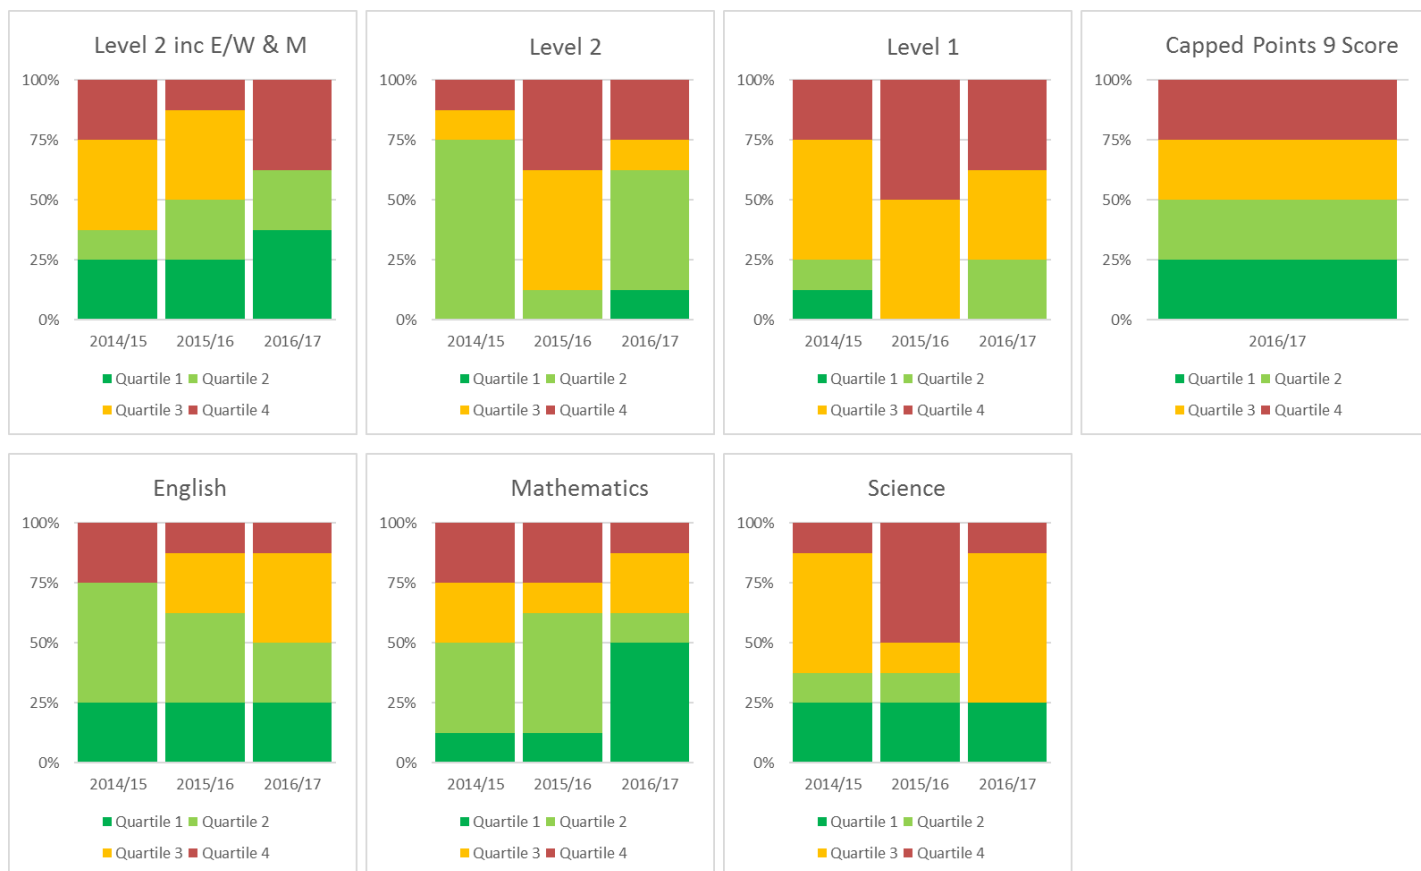 Level 2 inc E/W & M
100%
75%
50%
25%
0%
2014/15 2015/16 2016/17
Quartile 1 Quartile 2
Quartile 3 Quartile 4
Level 2
100%
75%
50%
25%
0%
2014/15 2015/16 2016/17
Quartile 1 Quartile 2
Quartile 3 Quartile 4
Level 1
100%
75%
50%
25%
0%
2014/15 2015/16 2016/17
Quartile 1 Quartile 2
Quartile 3 Quartile 4
Capped Points 9 Score
100%
75%
50%
25%
0%
2016/17
Quartile 1 Quartile 2
Quartile 3 Quartile 4
English
100%
75%
50%
25%
0%
2014/15 2015/16 2016/17
Quartile 1 Quartile 2
Quartile 3 Quartile 4
Mathematics
100%
75%
50%
25%
0%
2014/15 2015/16 2016/17
Quartile 1 Quartile 2
Quartile 3 Quartile 4
Science
100%
75%
50%
25%
0%
2014/15 2015/16 2016/17
Quartile 1 Quartile 2
Quartile 3 Quartile 4